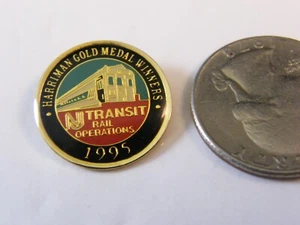 • HARRIMAN GOLD MEDAL WINNERS •
NJ TRANSIT
RAIL
OPERATIONS
1995